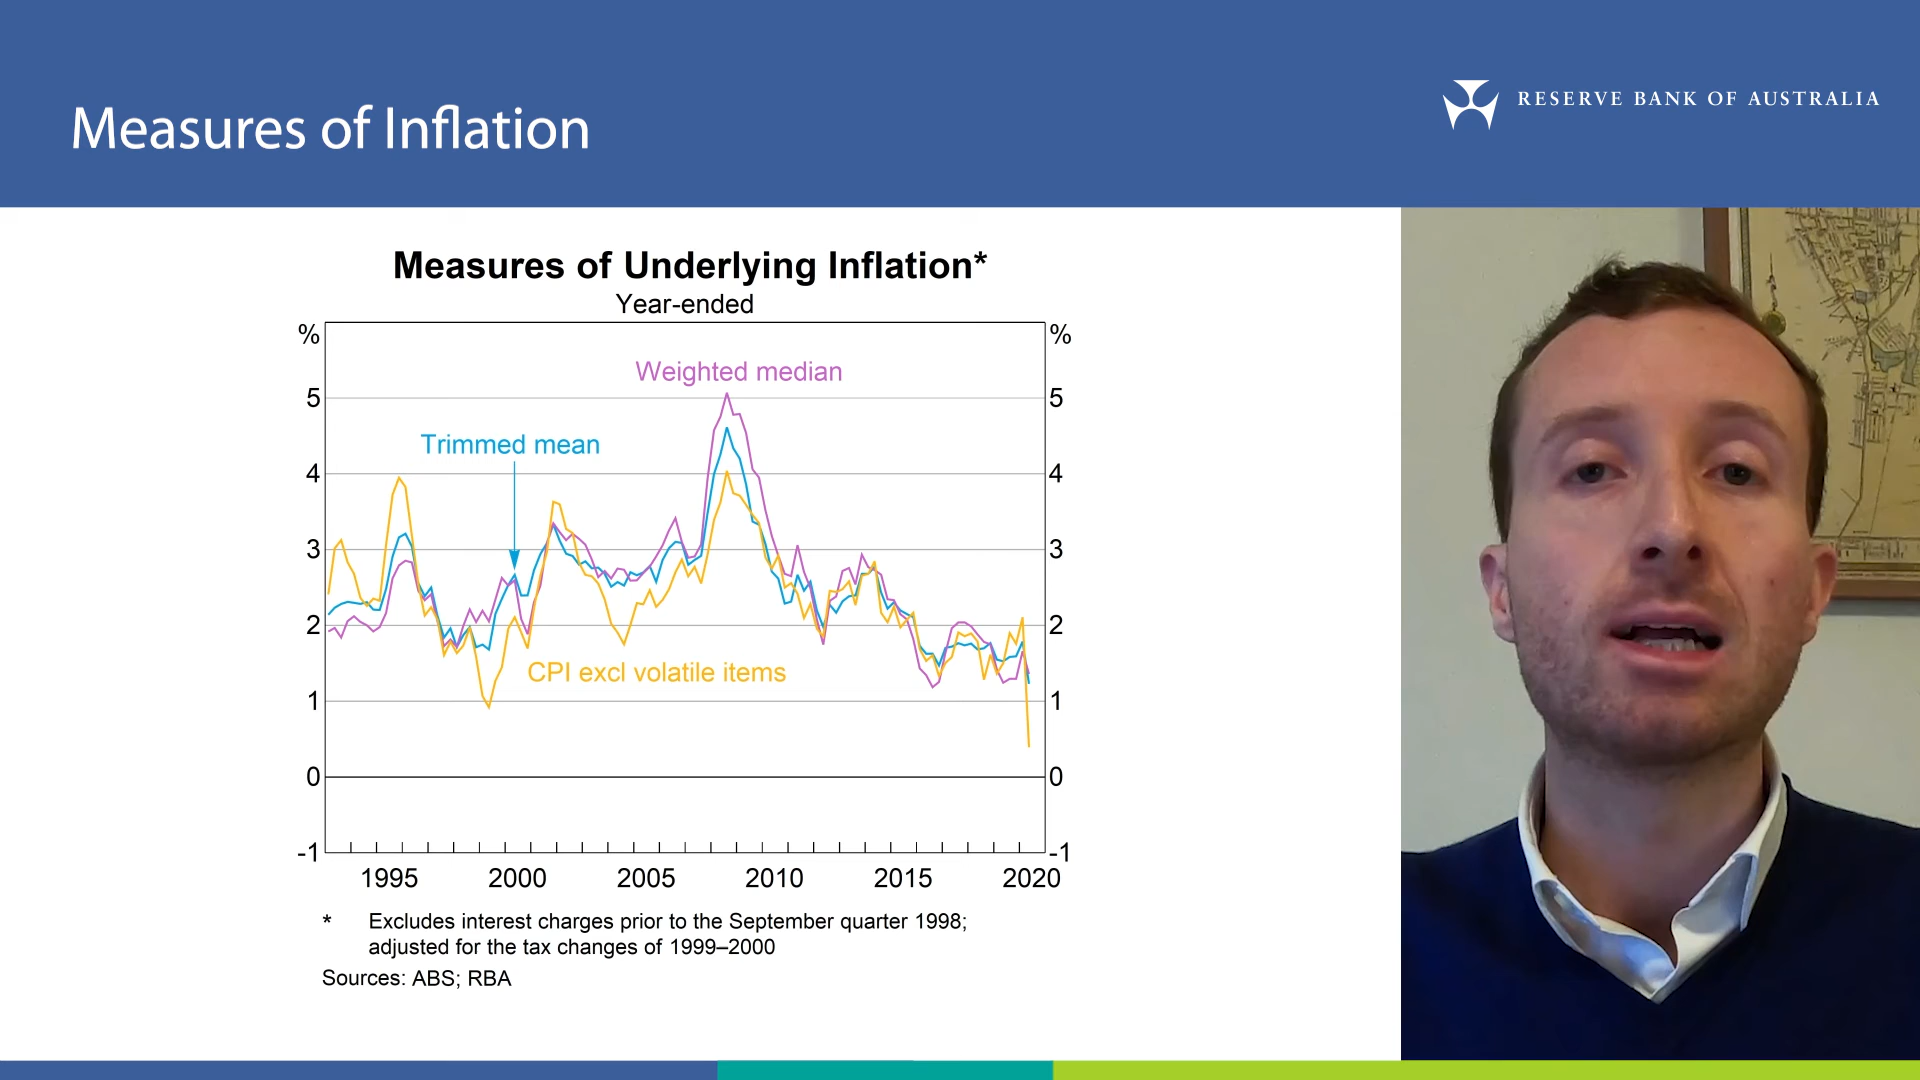 Measures of Inflation
RESERVE BANK OF AUSTRALIA
Measures of Underlying Inflation*
Year-ended
% %
Weighted median
5 5
Trimmed mean
4 4
3 3
2 2
CPI excl volatile items
1 1
0 0
-1 -1
1995 2000 2005 2010 2015 2020
* Excludes interest charges prior to the September quarter 1998;
adjusted for the tax changes of 1999–2000
Sources: ABS; RBA